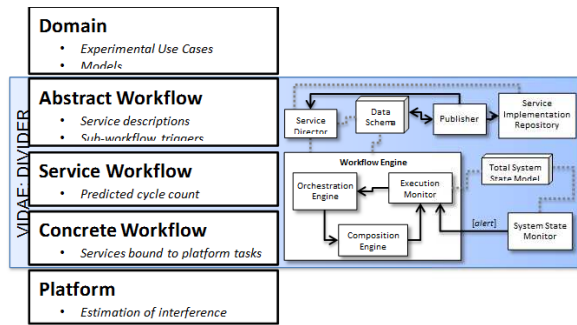 Domain
• Experimental Use Cases
• Models
VIDAE: DIVIDER
Abstract Workflow
• Service descriptions
• Sub-workflow triggers
Service Workflow
• Predicted cycle count
Concrete Workflow
• Services bound to platform tasks
Platform
• Estimation of interference
Service
Director
Data
Schema
Publisher
Service
Implementation
Repository
Workflow Engine
Orchestration
Engine
Execution
Monitor
Composition
Engine
Total System
State Model
[alert]
System State
Monitor